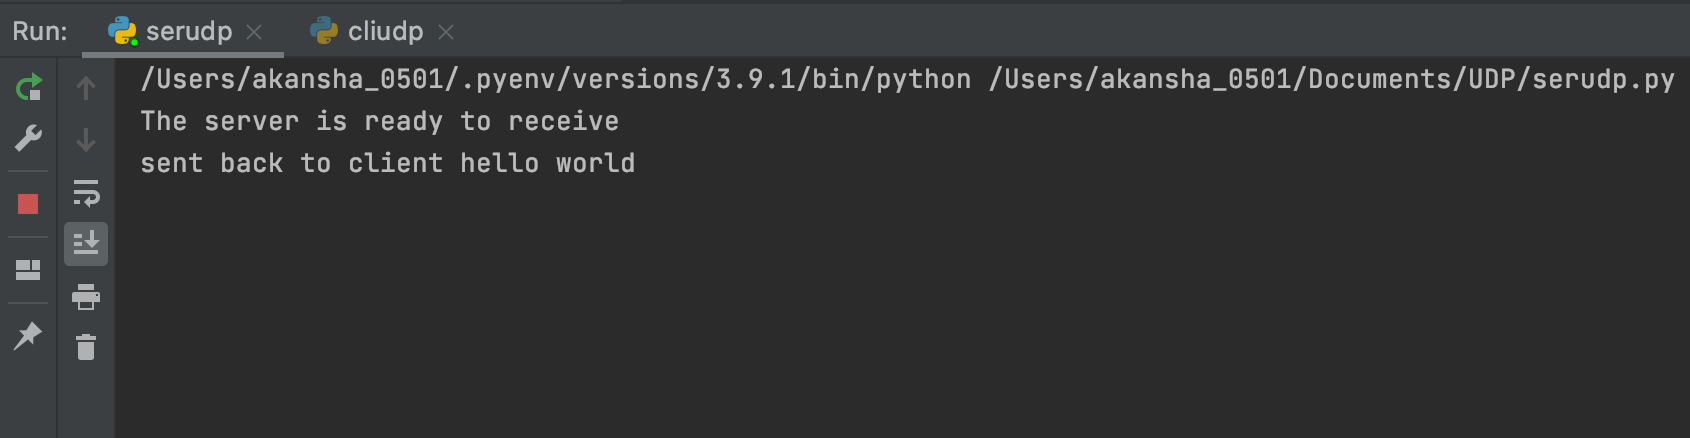 Run: serudp cliudp
/Users/akansha_0501/.pyenv/versions/3.9.1/bin/python /Users/akansha_0501/Documents/UDP/serudp.py
The server is ready to receive
sent back to client hello world